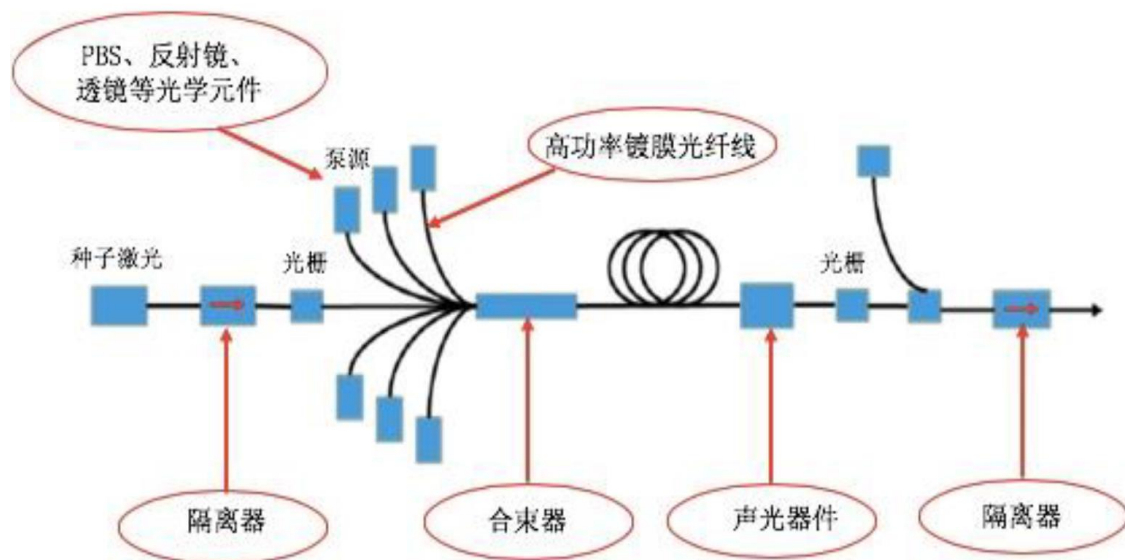 PBS、反射镜、
透镜等光学元件
高功率镀膜光纤线
泵源
种子激光
光栅
光栅
隔离器
合束器
声光器件
隔离器